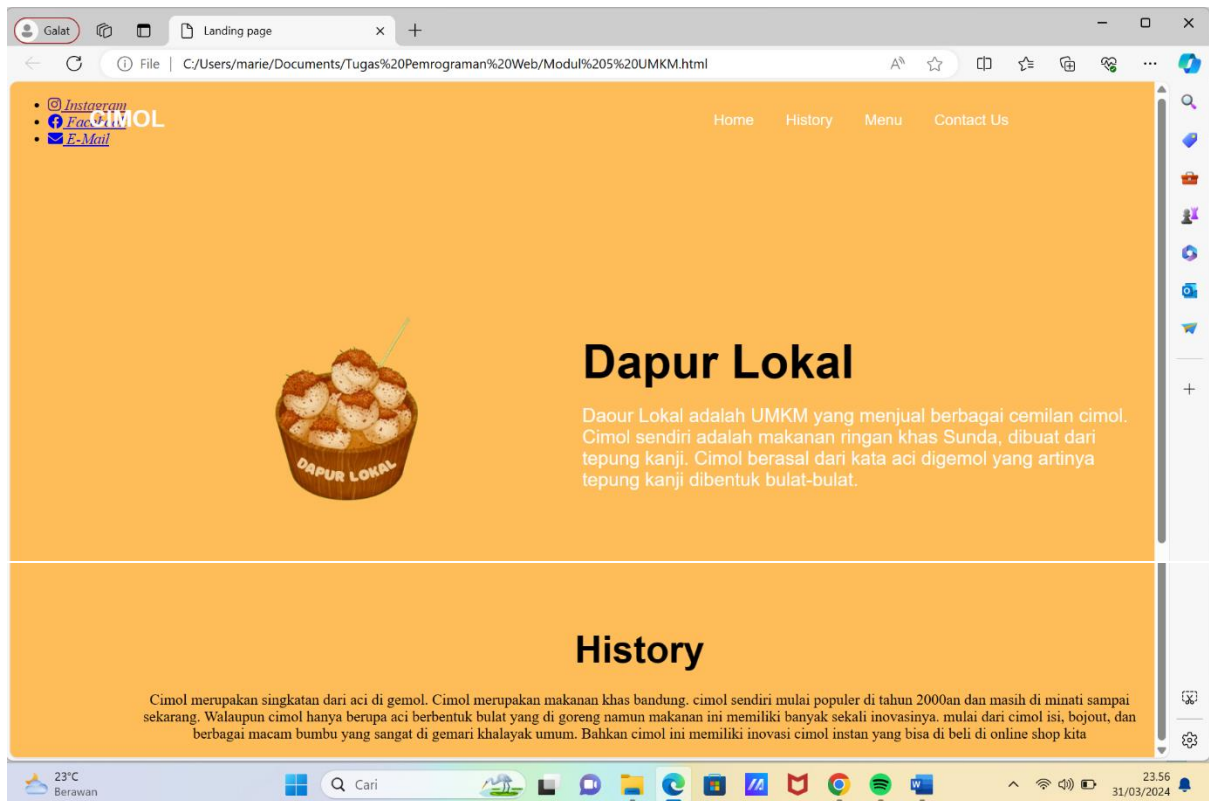 Galat
Landing page
File
C:/Users/marie/Documents/Tugas%20Pemrograman%20Web/Modul%205%20UMKM.html
Instagram
CIMOL
E-Mail
Home History Menu Contact Us
Dapur Lokal
Daour Lokal adalah UMKM yang menjual berbagai cemilan cimol.
Cimol sendiri adalah makanan ringan khas Sunda, dibuat dari
tepung kanji. Cimol berasal dari kata aci digemol yang artinya
tepung kanji dibentuk bulat-bulat.
DAPUR LOKAL
History
Cimol merupakan singkatan dari aci di gemol. Cimol merupakan makanan khas bandung. cimol sendiri mulai populer di tahun 2000an dan masih di minati sampai
sekarang. Walaupun cimol hanya berupa aci berbentuk bulat yang di goreng namun makanan ini memiliki banyak sekali inovasinya. mulai dari cimol isi, bojout, dan
berbagai macam bumbu yang sangat di gemari khalayak umum. Bahkan cimol ini memiliki inovasi cimol instan yang bisa di beli di online shop kita
23°C
Berawan
Cari
23.56
31/03/2024